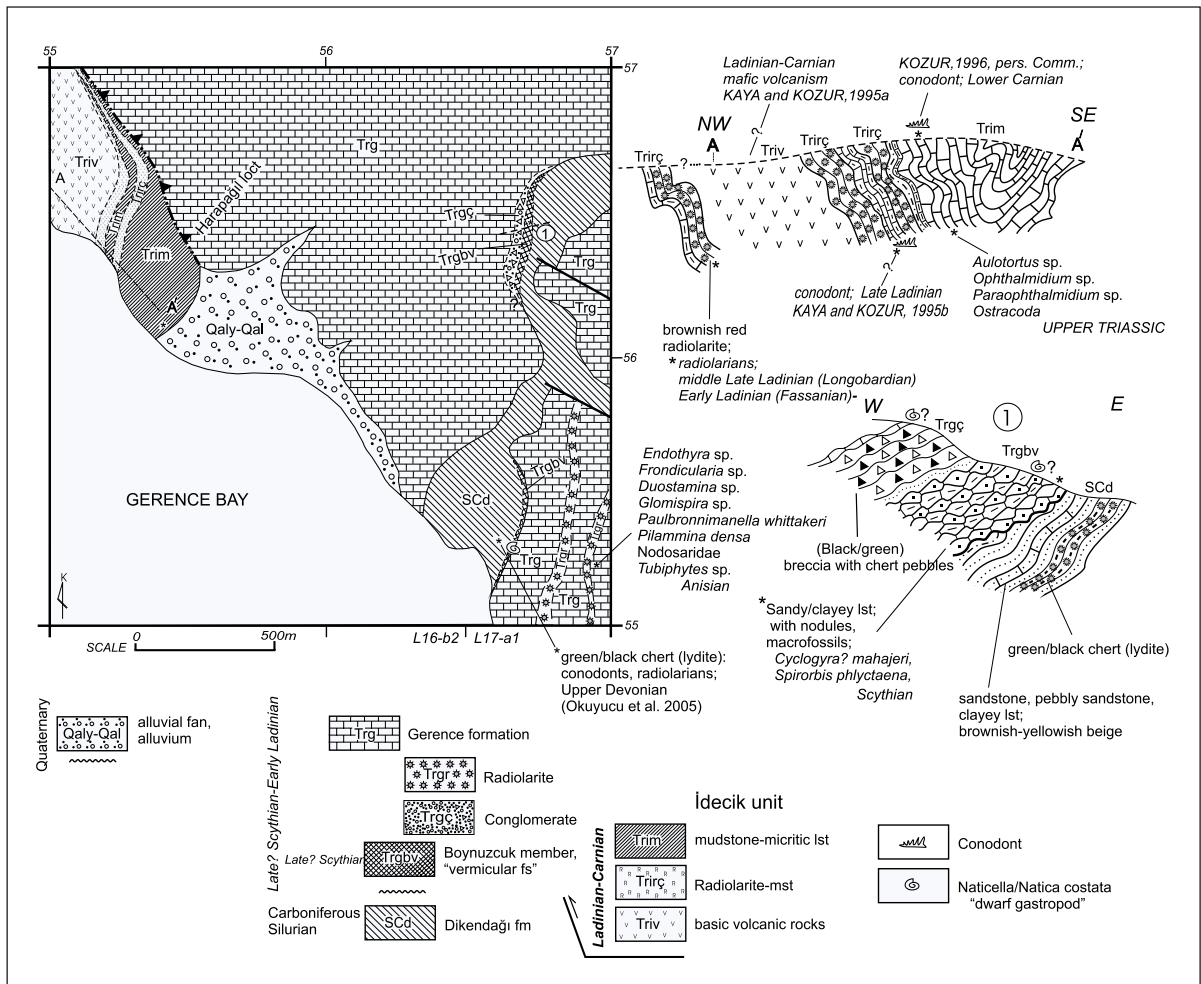 55
56
57
57
56
55
Trg
Triv
A
Trim
Trirç
Trim
A'
Harapağıl loct
Qaly-Qal
GERENCE BAY
Trgç
Trgbv
1
Trg
Trg
Trgbv
SCd
Trg
Trgr
Trgr
Trg
K
SCALE
0
500m
L16-b2
L17-a1
Ladinian-Carnian
mafic volcanism
KAYA and KOZUR,1995a
KOZUR,1996, pers. Comm.;
conodont; Lower Carnian
NW
A
SE
A'
Trirç
?
Triv
?
Trirç
Trirç
Trim
?
conodont; Late Ladinian
KAYA and KOZUR, 1995b
Aulotortus sp.
Ophthalmidium sp.
Paraophthalmidium sp.
Ostracoda
UPPER TRIASSIC
brownish red
radiolarite;
* radiolarians;
middle Late Ladinian (Longobardian)
Early Ladinian (Fassanian)-
Endothyra sp.
Frondicularia sp.
Duostamina sp.
Glomispira sp.
Paulbronnimanella whittakeri
Pilammina densa
Nodosaridae
Tubiphytes sp.
Anisian
W
1
E
?
Trgç
Trgbv
?
SCd
(Black/green)
breccia with chert pebbles
*Sandy/clayey lst;
with nodules,
macrofossils;
Cyclogyra? mahajeri,
Spirorbis phlyctaena,
Scythian
green/black chert (lydite)
sandstone, pebbly sandstone,
clayey lst;
brownish-yellowish beige
*green/black chert (lydite):
conodonts, radiolarians;
Upper Devonian
(Okuyucu et al. 2005)
Quaternary
Qaly-Qal
alluvial fan,
alluvium
Late? Scythian-Early Ladinian
Trg
Gerence formation
Trgr
Radiolarite
Trgç
Conglomerate
Late? Scythian
Trgbv
Boynuzcuk member,
"vermicular fs"
Carboniferous
Silurian
SCd
Dikendağı fm
İdecik unit
Ladinian-Carnian
Trim
mudstone-micritic lst
Trirç
Radiolarite-mst
Triv
basic volcanic rocks
Conodont
Naticella/Natica costata
"dwarf gastropod"